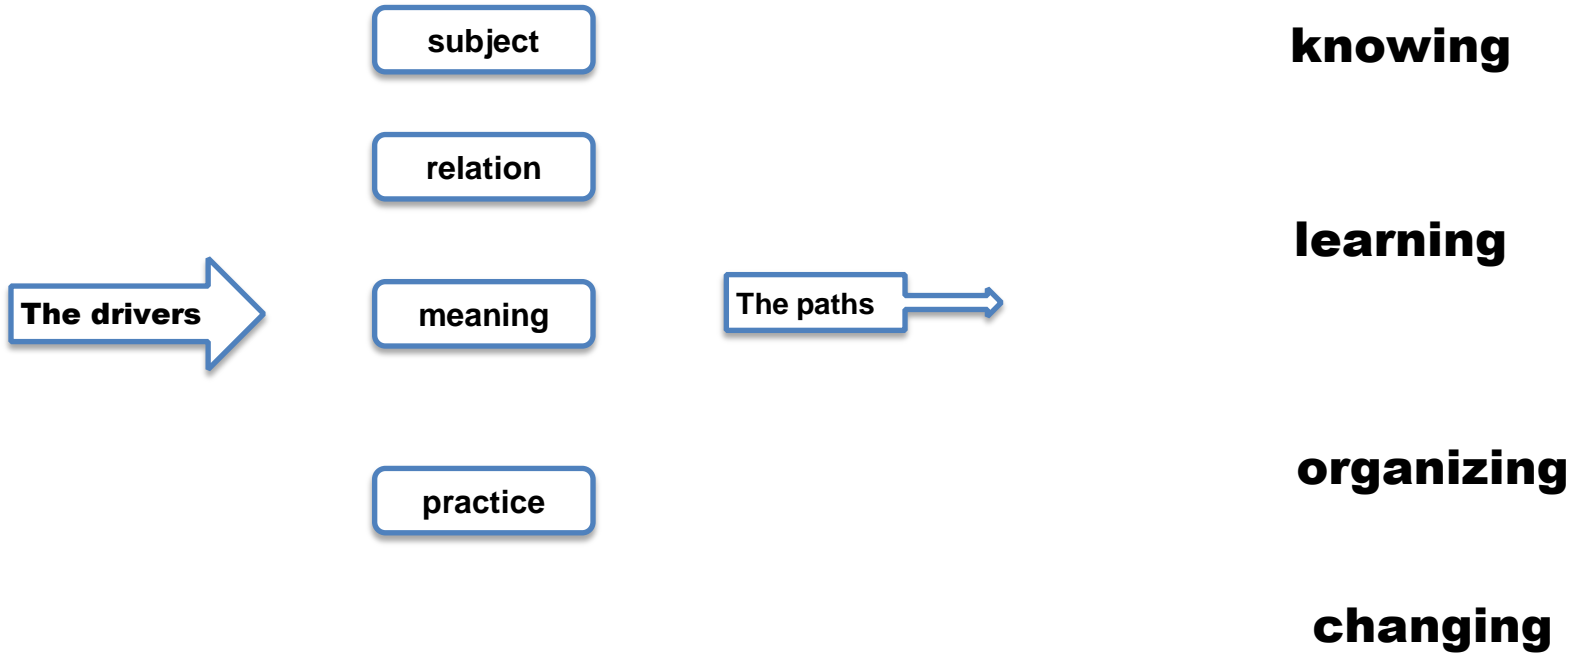 The drivers
subject
relation
meaning
practice
The paths
knowing
learning
organizing
changing